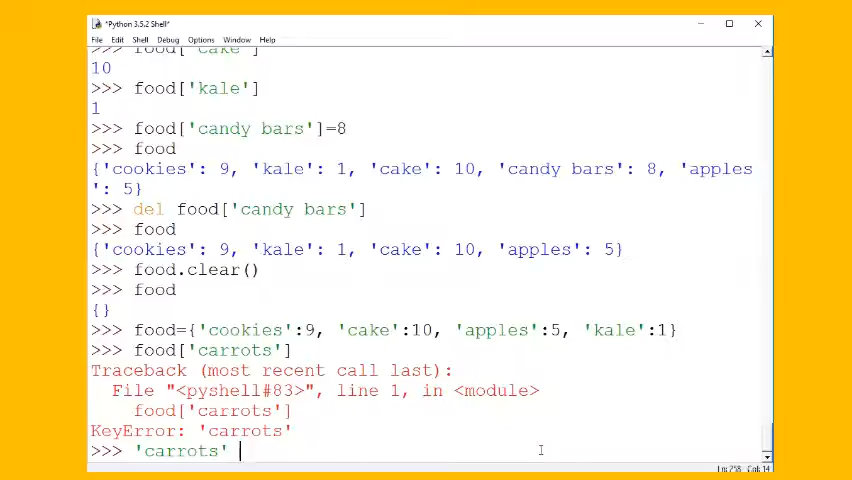 *Python 3.5.2 Shell*
File Edit Shell Debug Options Window Help
>>> food['cake']
10
>>> food['kale']
1
>>> food['candy bars']=8
>>> food
{'cookies': 9, 'kale': 1, 'cake': 10, 'candy bars': 8, 'apples
': 5}
>>> del food['candy bars']
>>> food
{'cookies': 9, 'kale': 1, 'cake': 10, 'apples': 5}
>>> food.clear()
>>> food
{}
>>> food={'cookies':9, 'cake':10, 'apples':5, 'kale':1}
>>> food['carrots']
Traceback (most recent call last):
  File "<pyshell#83>", line 1, in <module>
    food['carrots']
KeyError: 'carrots'
>>> 'carrots'
Ln: 258 Col: 14